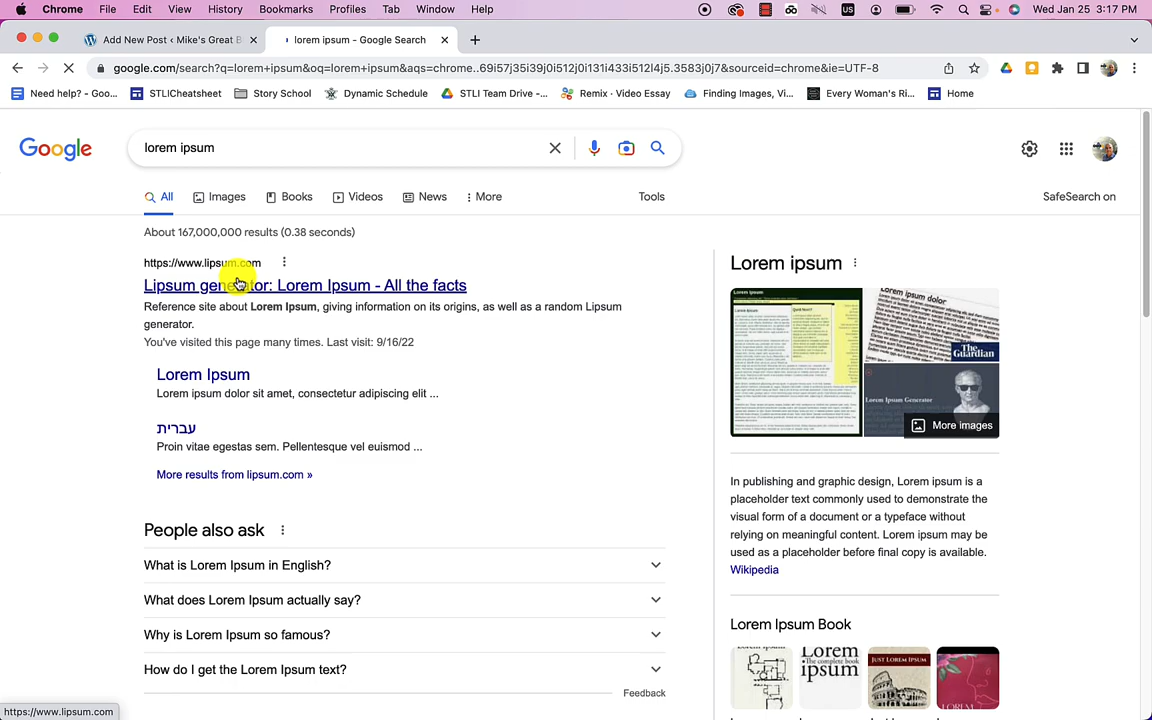 Chrome File Edit View History Bookmarks Profiles Tab Window Help US Wed Jan 25 3:17 PM
Add New Post ‹ Mike's Great B lorem ipsum - Google Search
google.com/search?q=lorem+ipsum&oq=lorem+ipsum&aqs=chrome..69i57j35i39j0i512j0i131i433i512l4j5.3583j0j7&sourceid=chrome&ie=UTF-8
Need help? - Goo... STLICheatsheet Story School Dynamic Schedule STLI Team Drive -... Remix · Video Essay Finding Images, Vi... Every Woman's Ri... Home
Google lorem ipsum
All Images Books Videos News More Tools SafeSearch on
About 167,000,000 results (0.38 seconds)
https://www.lipsum.com
Lipsum generator: Lorem Ipsum - All the facts
Reference site about Lorem Ipsum, giving information on its origins, as well as a random Lipsum
generator.
You've visited this page many times. Last visit: 9/16/22
Lorem Ipsum
Lorem ipsum dolor sit amet, consectetur adipiscing elit ...
עברית
Proin vitae egestas sem. Pellentesque vel euismod ...
More results from lipsum.com »
People also ask
What is Lorem Ipsum in English?
What does Lorem Ipsum actually say?
Why is Lorem Ipsum so famous?
How do I get the Lorem Ipsum text?
Feedback
Lorem ipsum
The Guardian
Lorem Ipsum Generator
More images
In publishing and graphic design, Lorem ipsum is a
placeholder text commonly used to demonstrate the
visual form of a document or a typeface without
relying on meaningful content. Lorem ipsum may be
used as a placeholder before final copy is available.
Wikipedia
Lorem Ipsum Book
Lorem
ipsum
JUST LOREM IPSUM
https://www.lipsum.com